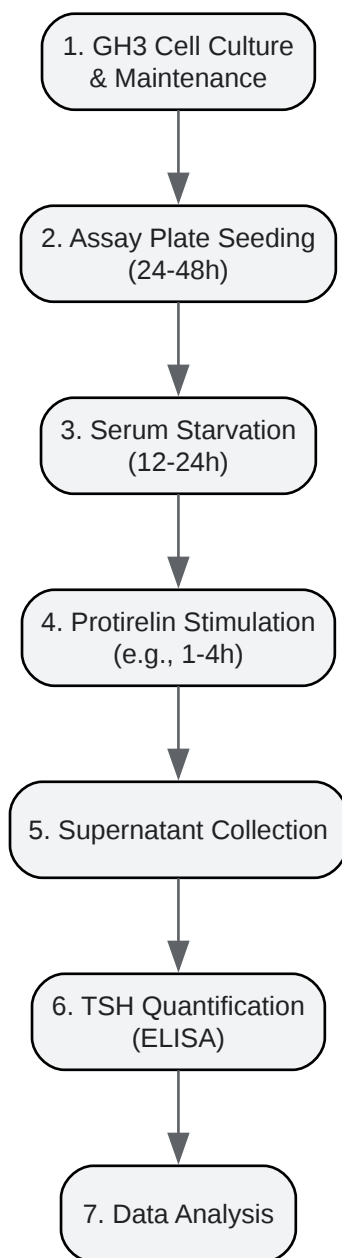 1. GH3 Cell Culture
& Maintenance
2. Assay Plate Seeding
(24-48h)
3. Serum Starvation
(12-24h)
4. Protirelin Stimulation
(e.g., 1-4h)
5. Supernatant Collection
6. TSH Quantification
(ELISA)
7. Data Analysis